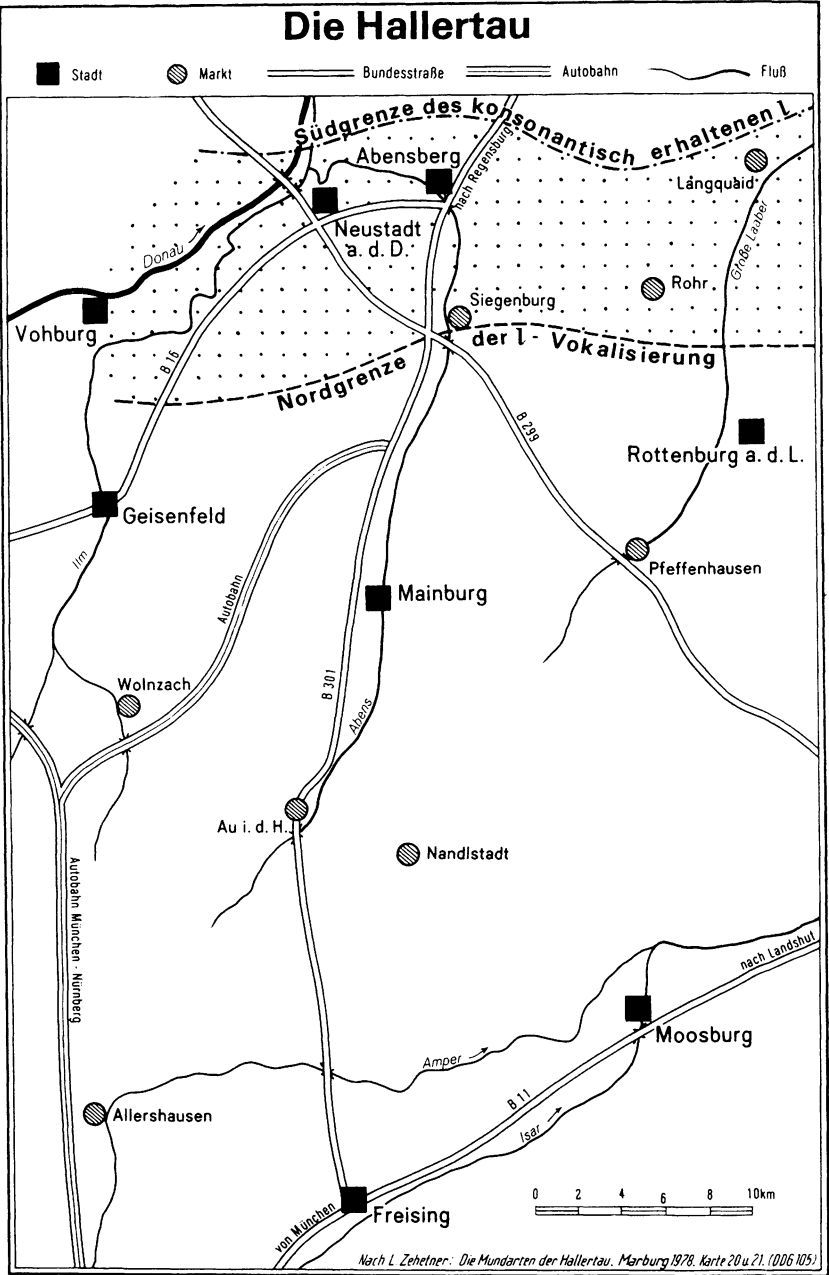 Die Hallertau
Stadt
Markt
Bundesstraße
Autobahn
Fluß
Südgrenze des konsonantisch erhaltenen l
Abensberg
nach Regensburg
Langquaid
Neustadt
a. d. D.
Donau
Große Laaber
Rohr
Siegenburg
Vohburg
Nordgrenze der l - Vokalisierung
B 16
B 299
Rottenburg a. d. L.
Geisenfeld
Ilm
Pfeffenhausen
Autobahn
Mainburg
Wolnzach
B 301
Abens
Au i. d. H.
Nandlstadt
Autobahn München - Nürnberg
nach Landshut
Moosburg
Amper
B 11
Allershausen
Isar
von München
Freising
0 2 4 6 8 10km
Nach L. Zehetner: Die Mundarten der Hallertau. Marburg 1978. Karte 20 u. 21. (DDG 105)